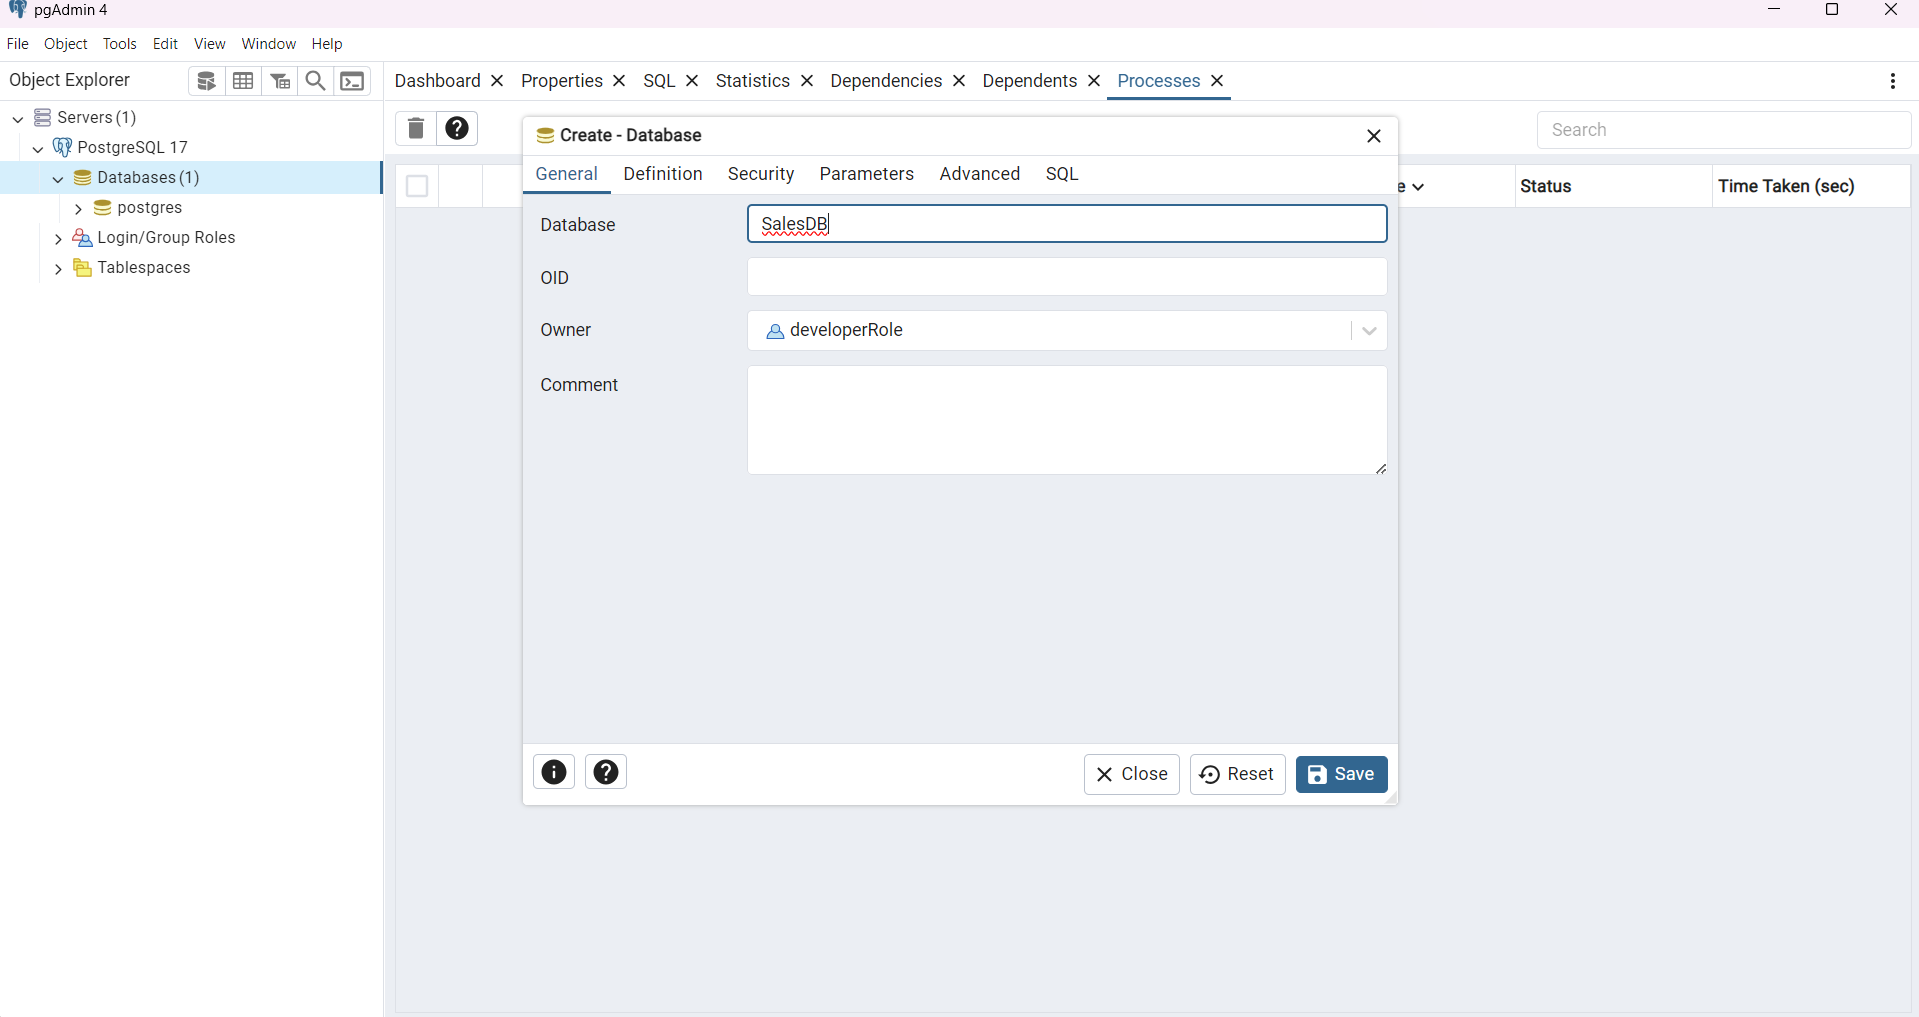 pgAdmin 4
File Object Tools Edit View Window Help
Object Explorer
Dashboard Properties SQL Statistics Dependencies Dependents Processes
Servers (1)
PostgreSQL 17
Databases (1)
postgres
Login/Group Roles
Tablespaces
Search
e Status Time Taken (sec)
Create - Database
General Definition Security Parameters Advanced SQL
Database SalesDB
OID
Owner developerRole
Comment
Close Reset Save